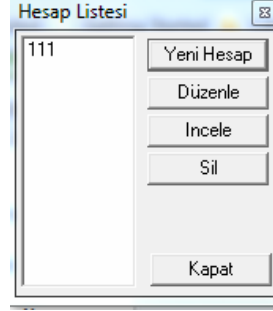 Hesap Listesi
111
Yeni Hesap
Düzenle
Incele
Sil
Kapat